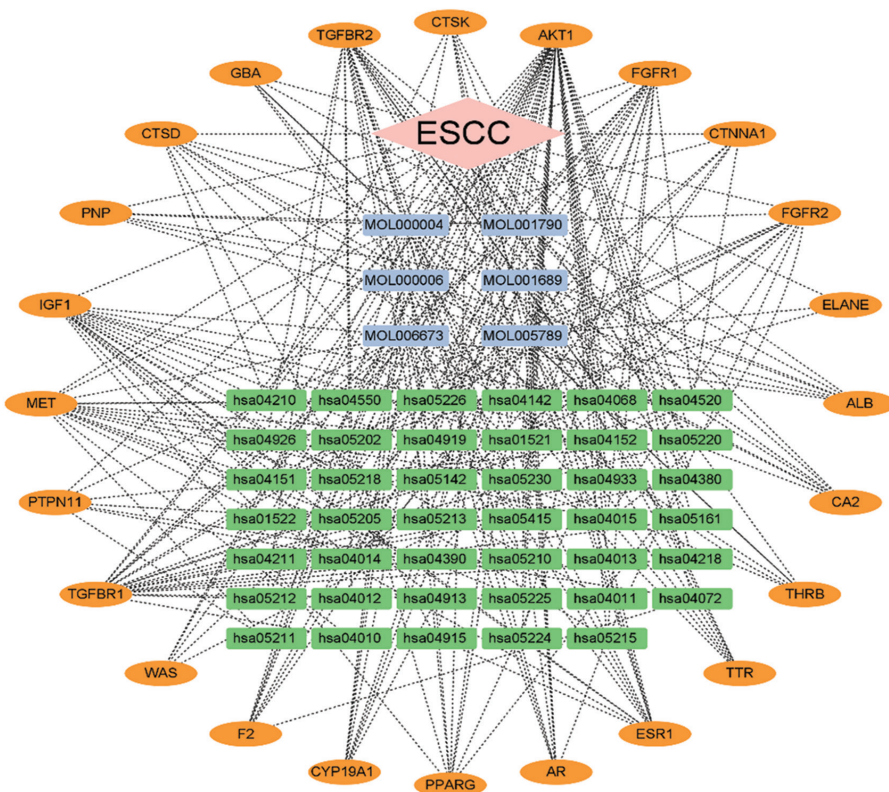 CTSK
TGFBR2 AKT1
GBA FGFR1
ESCC
CTSD CTNNA1
PNP FGFR2
MOL000004 MOL001790
MOL000006 MOL001689
IGF1 ELANE
MOL006673 MOL005789
hsa04210 hsa04550 hsa05226 hsa04142 hsa04068 hsa04520
MET ALB
hsa04926 hsa05202 hsa04919 hsa01521 hsa04152 hsa05220
hsa04151 hsa05218 hsa05142 hsa05230 hsa04933 hsa04380
PTPN11 CA2
hsa01522 hsa05205 hsa05213 hsa05415 hsa04015 hsa05161
hsa04211 hsa04014 hsa04390 hsa05210 hsa04013 hsa04218
TGFBR1 THRB
hsa05212 hsa04012 hsa04913 hsa05225 hsa04011 hsa04072
hsa05211 hsa04010 hsa04915 hsa05224 hsa05215
WAS TTR
F2 ESR1
CYP19A1 AR
PPARG